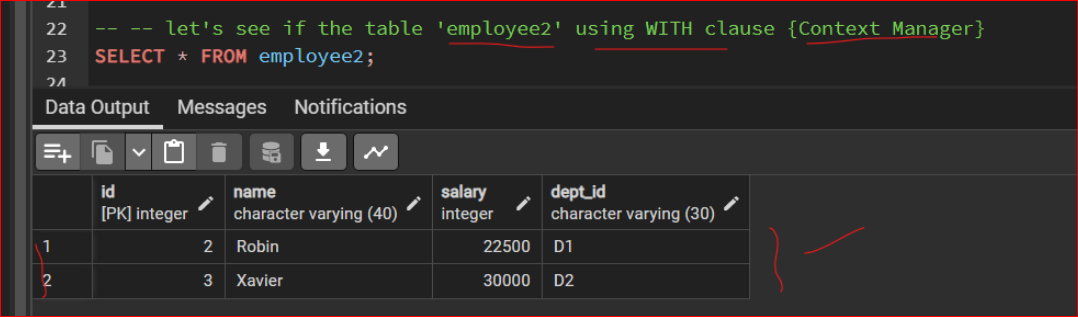 21
22 -- -- let's see if the table 'employee2' using WITH clause {Context Manager}
23 SELECT * FROM employee2;
24
Data Output Messages Notifications
id name salary dept_id
[PK] integer character varying (40) integer character varying (30)
1 2 Robin 22500 D1
2 3 Xavier 30000 D2